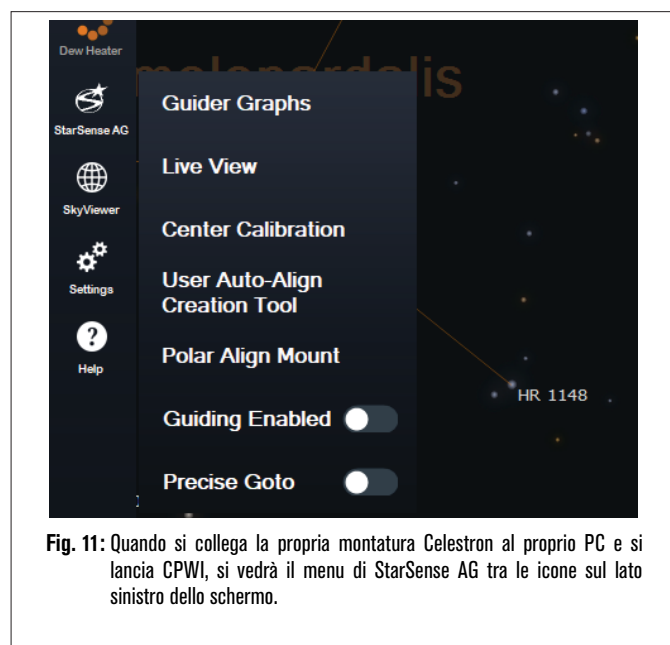 Dew Heater
StarSense AG
SkyViewer
Settings
Help
Guider Graphs
Live View
Center Calibration
User Auto-Align
Creation Tool
Polar Align Mount
Guiding Enabled
Precise Goto
HR 1148
Fig. 11: Quando si collega la propria montatura Celestron al proprio PC e si
lancia CPWI, si vedrà il menu di StarSense AG tra le icone sul lato
sinistro dello schermo.